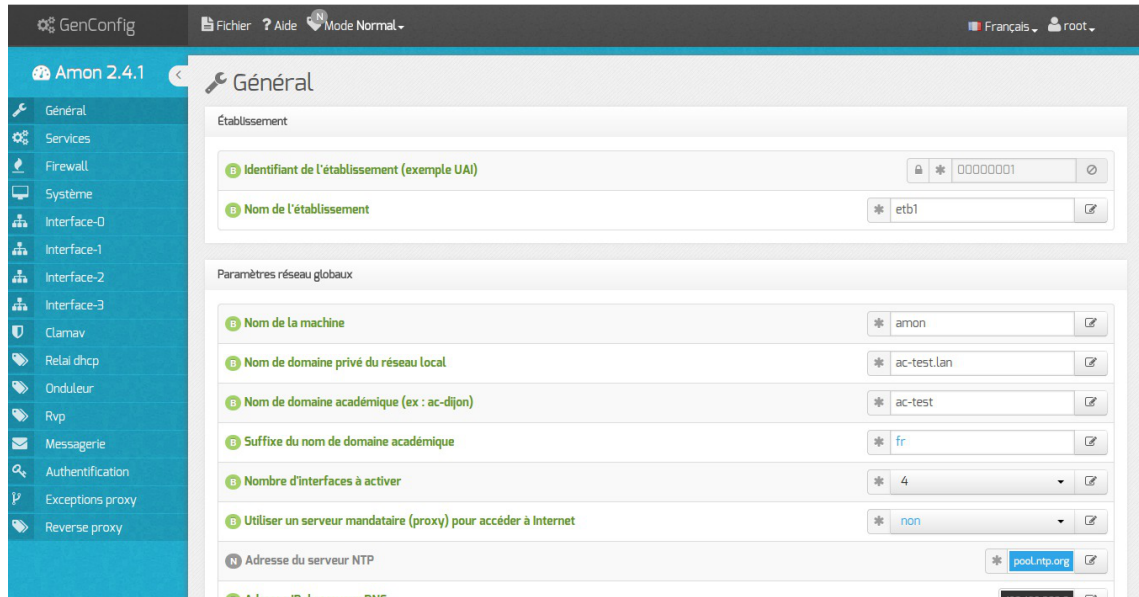 GenConfig
Fichier ? Aide N Mode Normal
Français root
Amon 2.4.1
Général
Services
Firewall
Système
Interface-0
Interface-1
Interface-2
Interface-3
Clamav
Relai dhcp
Onduleur
Rvp
Messagerie
Authentification
Exceptions proxy
Reverse proxy
Général
Établissement
B Identifiant de l'établissement (exemple UAI) * 00000001
B Nom de l'établissement * etb1
Paramètres réseau globaux
B Nom de la machine * amon
B Nom de domaine privé du réseau local * ac-test.lan
B Nom de domaine académique (ex : ac-dijon) * ac-test
B Suffixe du nom de domaine académique * fr
B Nombre d'interfaces à activer * 4
B Utiliser un serveur mandataire (proxy) pour accéder à Internet * non
N Adresse du serveur NTP * pool.ntp.org